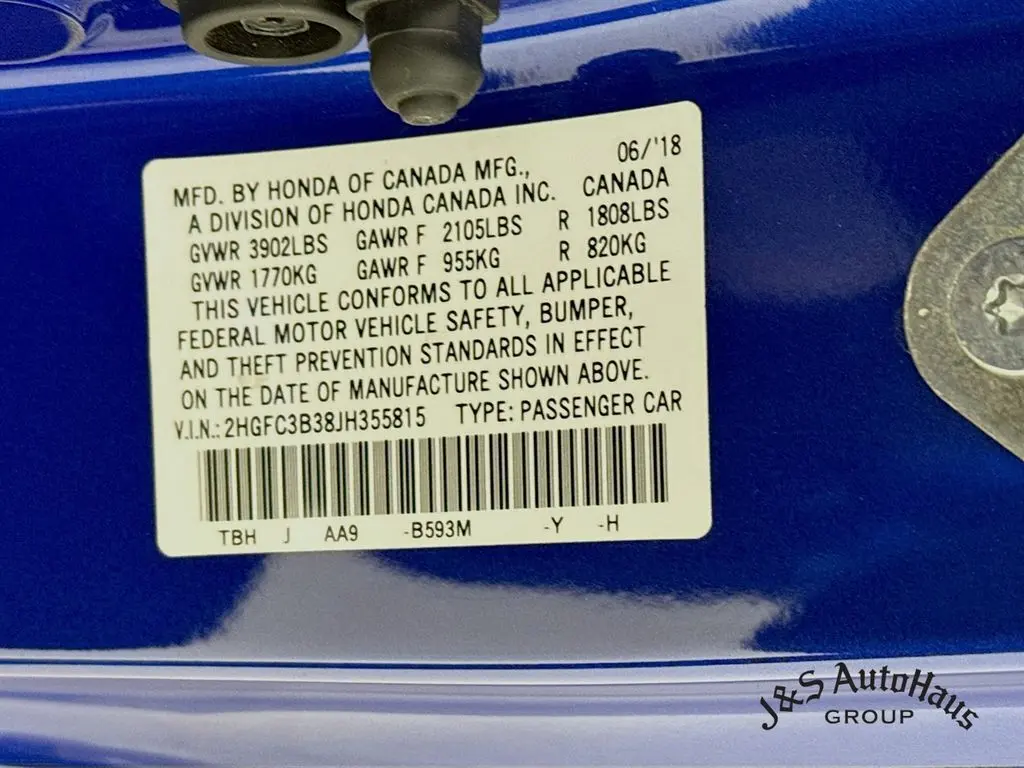 06/'18
MFD. BY HONDA OF CANADA MFG.,
A DIVISION OF HONDA CANADA INC. CANADA
GVWR 3902LBS GAWR F 2105LBS R 1808LBS
GVWR 1770KG GAWR F 955KG R 820KG
THIS VEHICLE CONFORMS TO ALL APPLICABLE
FEDERAL MOTOR VEHICLE SAFETY, BUMPER,
AND THEFT PREVENTION STANDARDS IN EFFECT
ON THE DATE OF MANUFACTURE SHOWN ABOVE.
V.I.N.: 2HGFC3B38JH355815 TYPE: PASSENGER CAR
TBH J AA9 -B593M -Y -H
J&S AutoHaus
GROUP